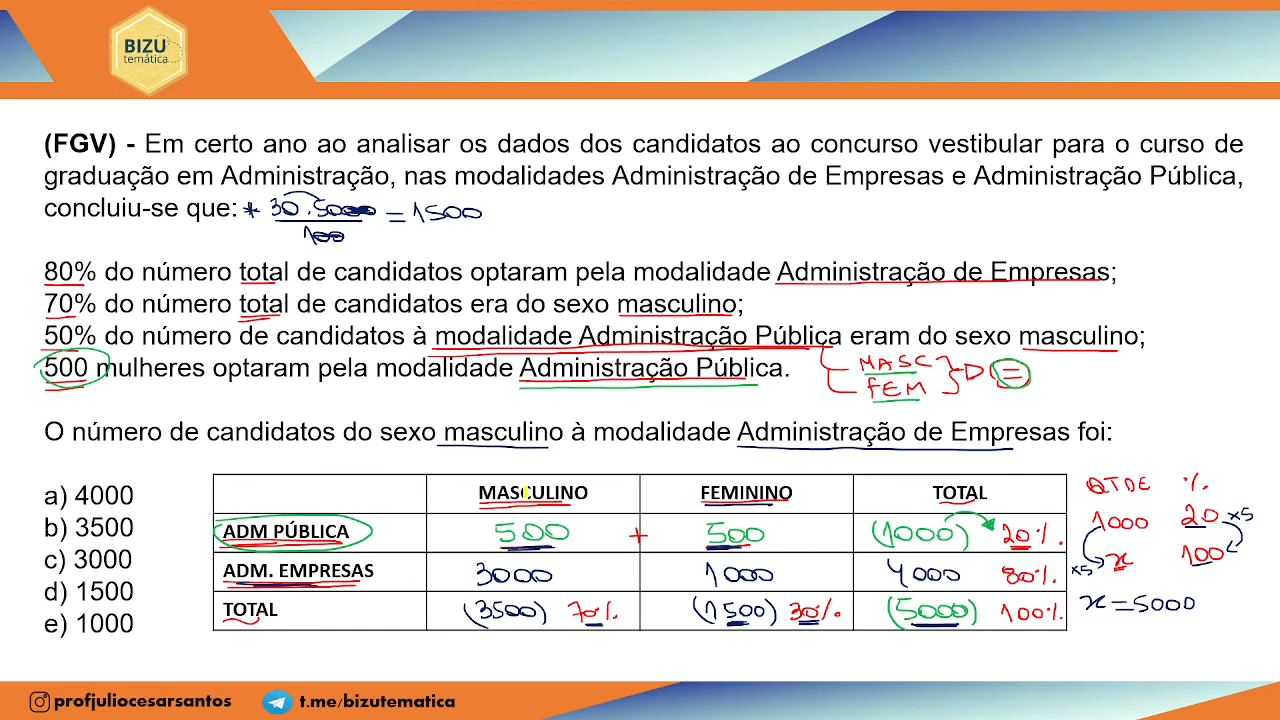 BIZU
temática
(FGV) - Em certo ano ao analisar os dados dos candidatos ao concurso vestibular para o curso de
graduação em Administração, nas modalidades Administração de Empresas e Administração Pública,
concluiu-se que: * 30.5000 = 1500
100
80% do número total de candidatos optaram pela modalidade Administração de Empresas;
70% do número total de candidatos era do sexo masculino;
50% do número de candidatos à modalidade Administração Pública eram do sexo masculino;
500 mulheres optaram pela modalidade Administração Pública.
MASC
FEM
=
O número de candidatos do sexo masculino à modalidade Administração de Empresas foi:
a) 4000
b) 3500
c) 3000
d) 1500
e) 1000
MASCULINO FEMININO TOTAL
ADM PÚBLICA 500 + 500 (1000) 20%.
ADM. EMPRESAS 3000 1000 4000 80%.
TOTAL (3500) 70%. (1500) 30%. (5000) 100%.
QTDE %
1000 20 x5
x5 x 100
x = 5000
profjuliocesarsantos t.me/bizutematica